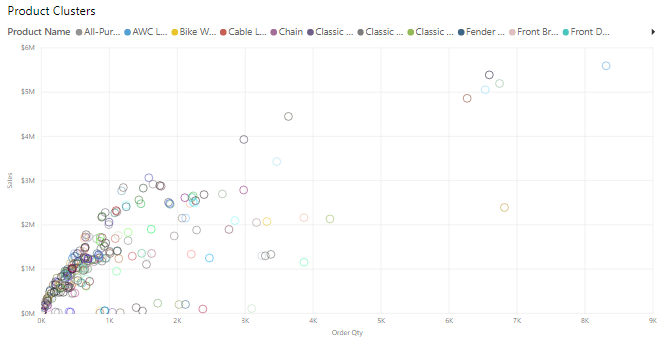 Product Clusters
Product Name All-Pur... AWC L... Bike W... Cable L... Chain Classic ... Classic ... Classic ... Fender ... Front Br... Front D...
$6M
$5M
$4M
$3M
$2M
$1M
$0M
Sales
0K 1K 2K 3K 4K 5K 6K 7K 8K 9K
Order Qty